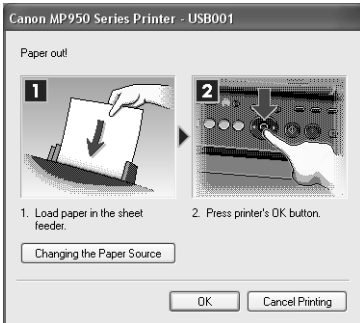 Canon MP950 Series Printer - USB001
Paper out!
1
2
1. Load paper in the sheet
feeder.
2. Press printer's OK button.
Changing the Paper Source
OK
Cancel Printing